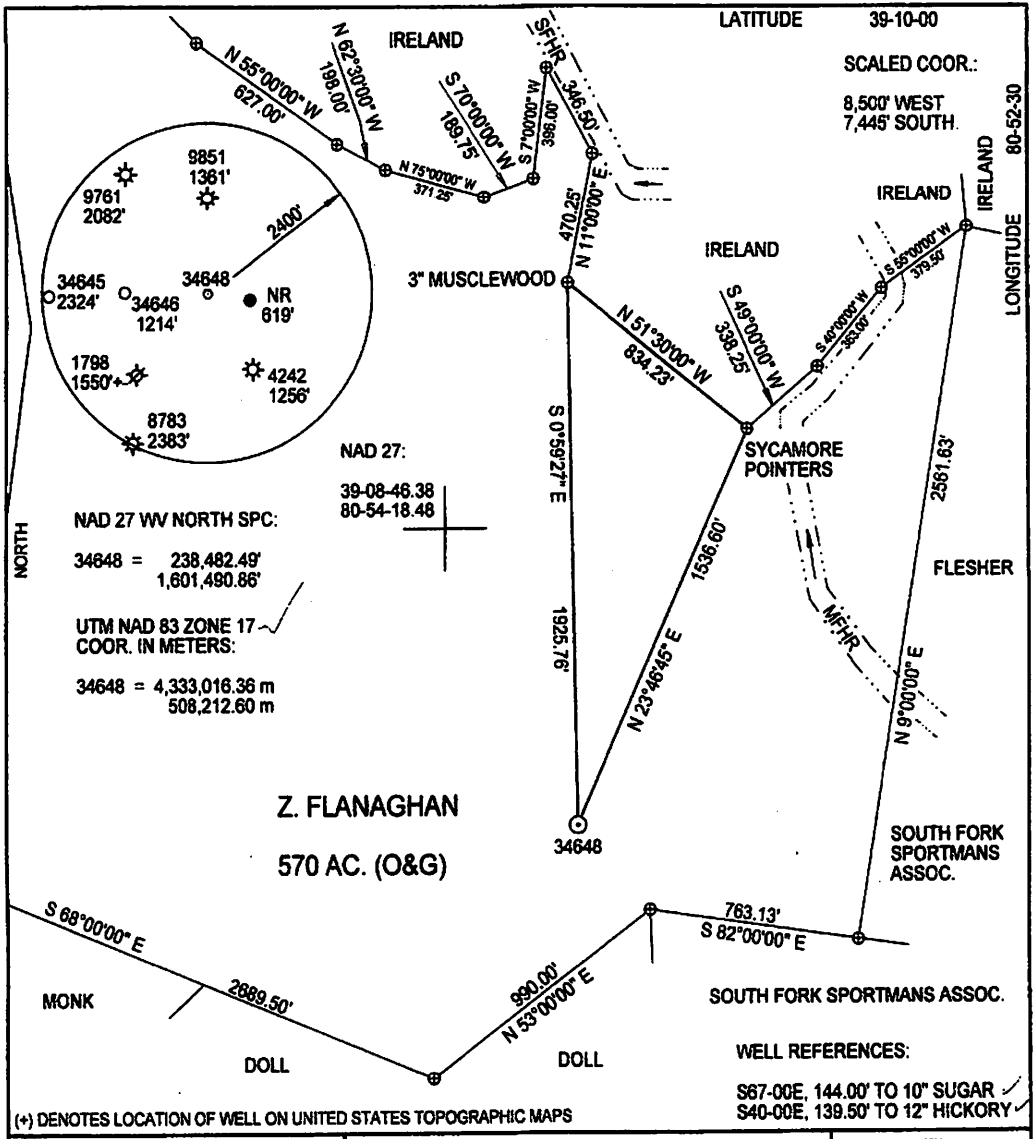 LATITUDE 39-10-00
SCALED COOR.:
8,500' WEST
7,445' SOUTH
LONGITUDE 80-52-30
IRELAND
IRELAND
IRELAND
IRELAND
N 55°00'00" W
627.00'
N 62°30'00" W
198.00'
N 75°00'00" W
371.25'
S 70°00'00" W
189.75'
S 7°00'00" W
396.00'
SFHR
346.50'
470.25'
N 11°00'00" E
3" MUSCLEWOOD
N 51°30'00" W
834.23'
S 49°00'00" W
338.25'
S 40°00'00" W
363.00'
S 55°00'00" W
379.50'
9851
1361'
9761
2082'
2400'
34645
2324'
34646
1214'
34648
NR
619'
1798
1550'+
4242
1256'
8783
2383'
NORTH
NAD 27:
39-08-46.38
80-54-18.48
NAD 27 WV NORTH SPC:
34648 = 238,482.49'
1,601,490.86'
UTM NAD 83 ZONE 17
COOR. IN METERS:
34648 = 4,333,016.36 m
508,212.60 m
S 0°59'27" E
1925.76'
SYCAMORE
POINTERS
1536.60'
N 23°46'45" E
MFHR
2561.63'
N 9°00'00" E
FLESHER
Z. FLANAGHAN
570 AC. (O&G)
34648
SOUTH FORK
SPORTMANS
ASSOC.
S 68°00'00" E
2689.50'
990.00'
N 53°00'00" E
763.13'
S 82°00'00" E
MONK
DOLL
DOLL
SOUTH FORK SPORTMANS ASSOC.
WELL REFERENCES:
S67-00E, 144.00' TO 10" SUGAR
S40-00E, 139.50' TO 12" HICKORY
(+) DENOTES LOCATION OF WELL ON UNITED STATES TOPOGRAPHIC MAPS